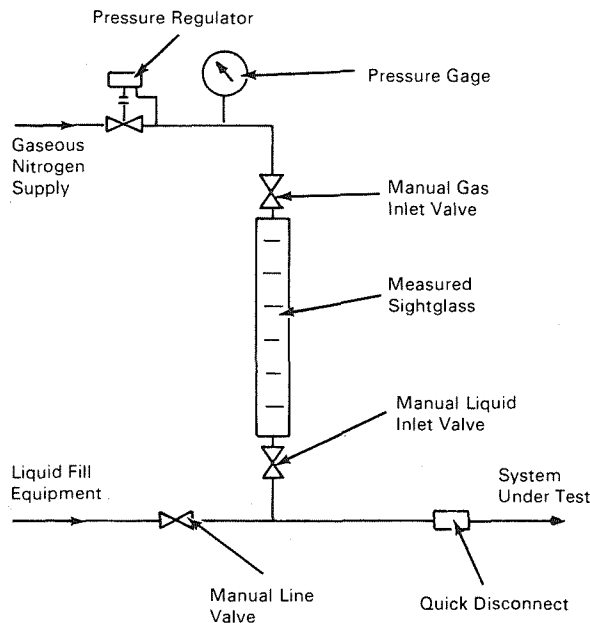 Pressure Regulator
Pressure Gage
Gaseous
Nitrogen
Supply
Manual Gas
Inlet Valve
Measured
Sightglass
Manual Liquid
Inlet Valve
Liquid Fill
Equipment
System
Under Test
Manual Line
Valve
Quick Disconnect